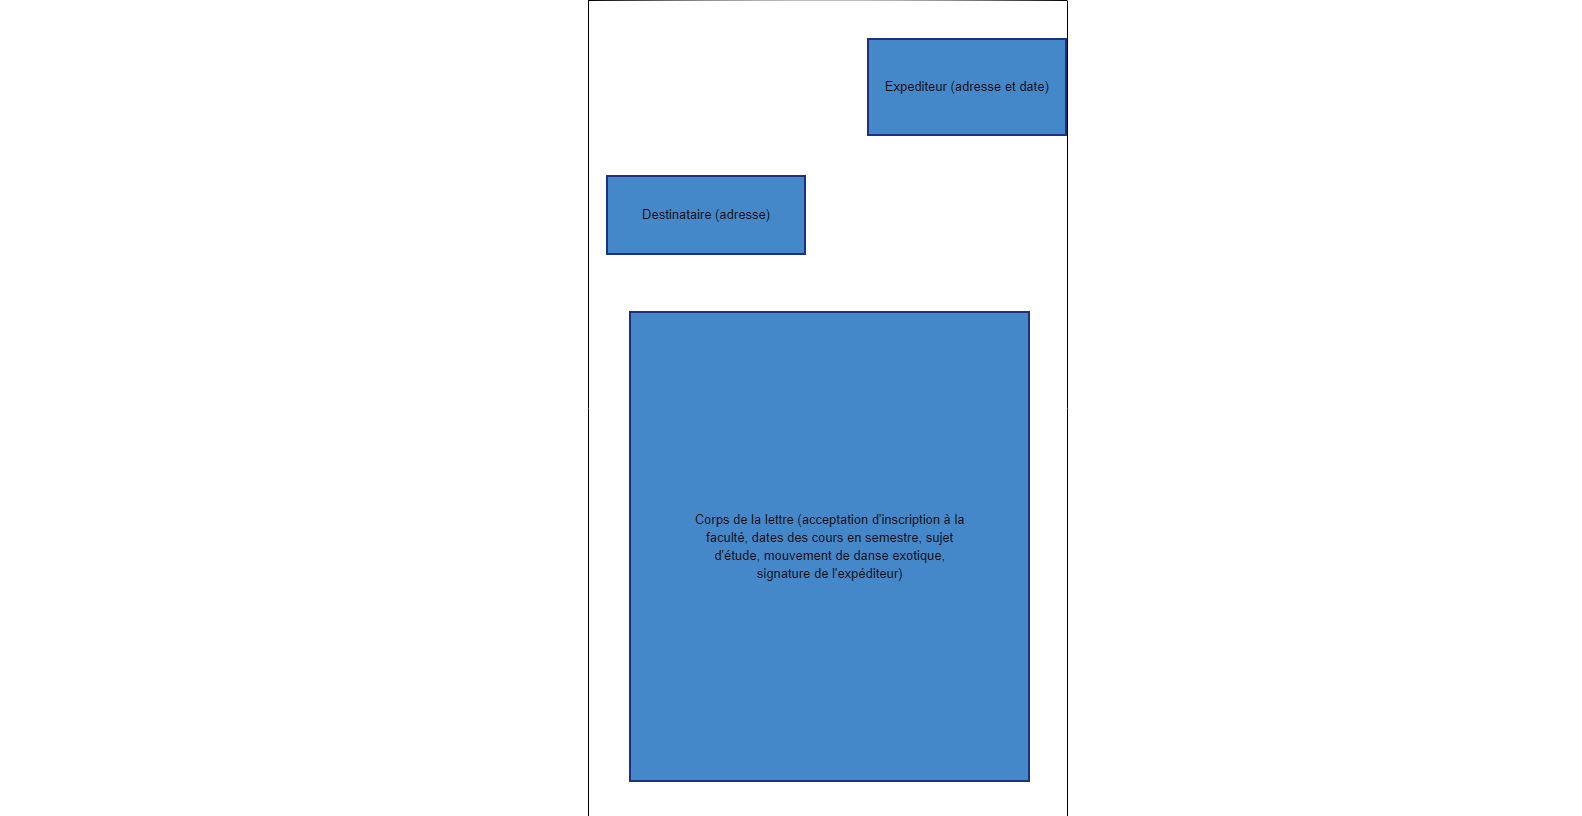 Expediteur (adresse et date)
Destinataire (adresse)
Corps de la lettre (acceptation d'inscription à la
faculté, dates des cours en semestre, sujet
d'étude, mouvement de danse exotique,
signature de l'expéditeur)